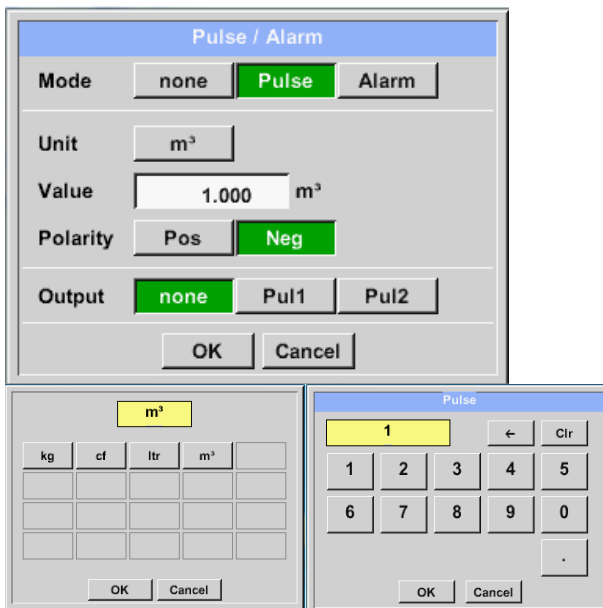 Pulse / Alarm
Mode none Pulse Alarm
Unit m³
Value 1.000 m³
Polarity Pos Neg
Output none Pul1 Pul2
OK Cancel
m³
kg cf ltr m³
OK Cancel
Pulse
1 ← Clr
1 2 3 4 5
6 7 8 9 0
.
OK Cancel